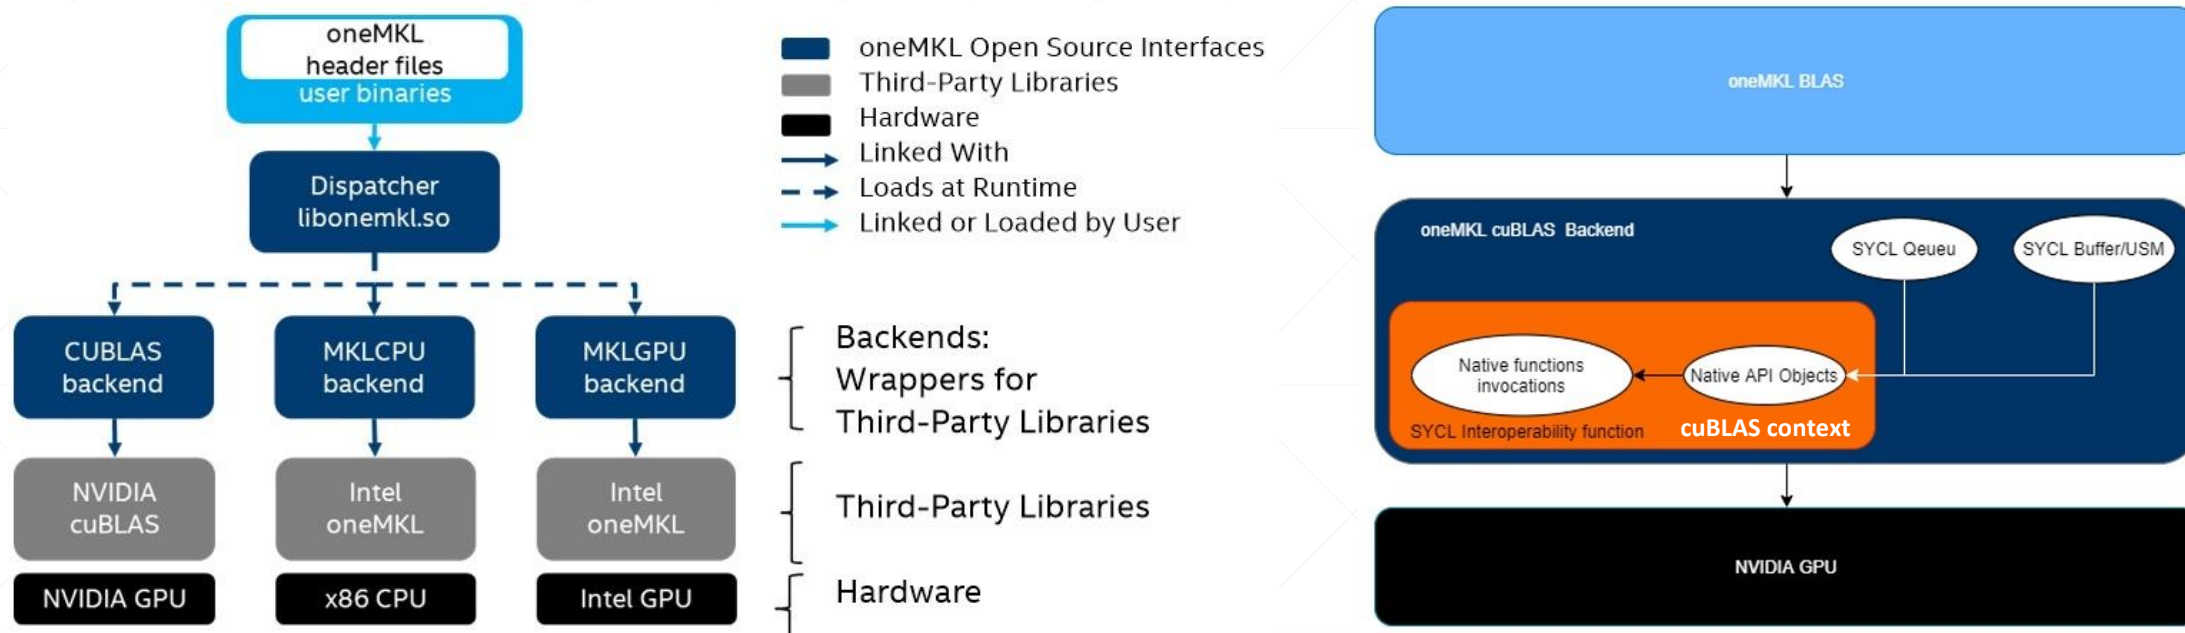 oneMKL
header files
user binaries
Dispatcher
libonemkl.so
CUBLAS
backend
MKLCPU
backend
MKLGPU
backend
NVIDIA
cuBLAS
Intel
oneMKL
Intel
oneMKL
NVIDIA GPU
x86 CPU
Intel GPU
oneMKL Open Source Interfaces
Third-Party Libraries
Hardware
Linked With
Loads at Runtime
Linked or Loaded by User
Backends:
Wrappers for
Third-Party Libraries
Third-Party Libraries
Hardware
oneMKL BLAS
oneMKL cuBLAS Backend
SYCL Qeueu
SYCL Buffer/USM
Native functions
invocations
Native API Objects
SYCL Interoperability function
cuBLAS context
NVIDIA GPU